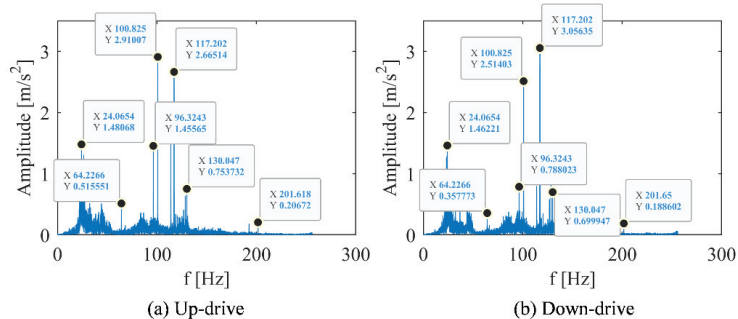 X 100.825
Y 2.91007
X 117.202
Y 2.66514
X 24.0654
Y 1.48068
X 96.3243
Y 1.45565
X 64.2266
Y 0.515551
X 130.047
Y 0.753732
X 201.618
Y 0.20672
Amplitude [m/s²]
3
2
1
0
0
100
200
300
f [Hz]
(a) Up-drive
X 117.202
Y 3.05635
X 100.825
Y 2.51403
X 24.0654
Y 1.46221
X 96.3243
Y 0.788023
X 64.2266
Y 0.357773
X 130.047
Y 0.699947
X 201.65
Y 0.188602
Amplitude [m/s²]
3
2
1
0
0
100
200
300
f [Hz]
(b) Down-drive